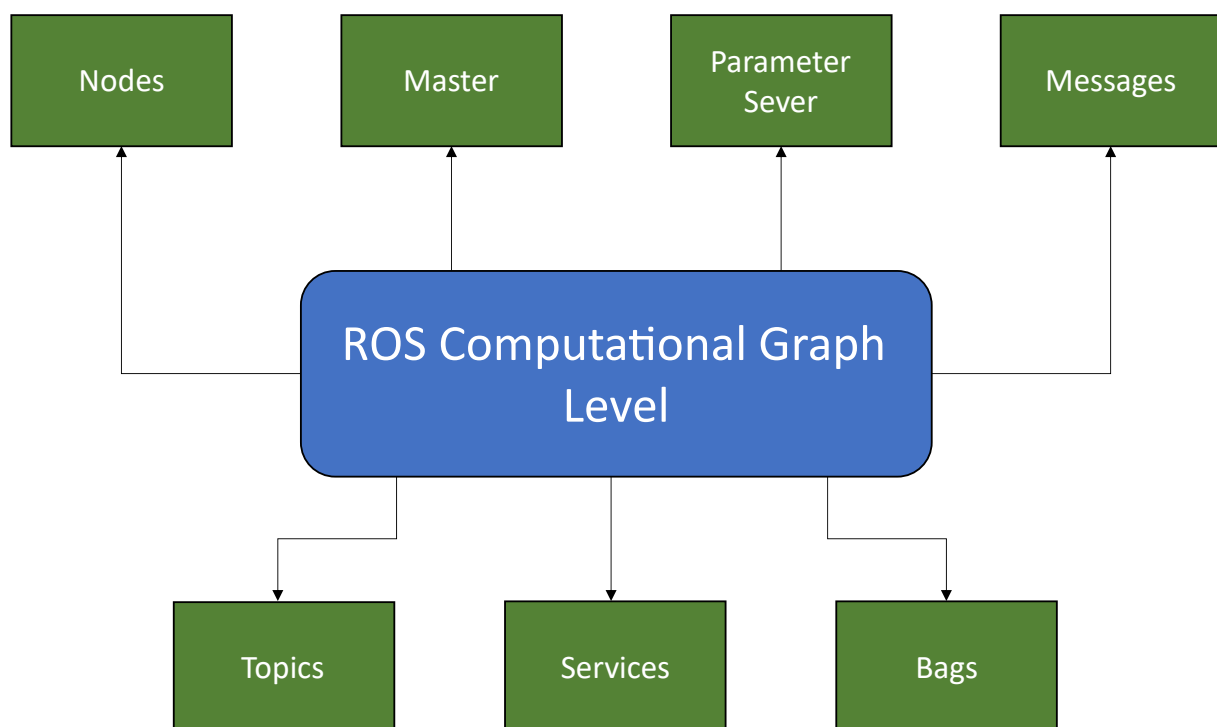 Nodes
Master
Parameter
Sever
Messages
ROS Computational Graph
Level
Topics
Services
Bags